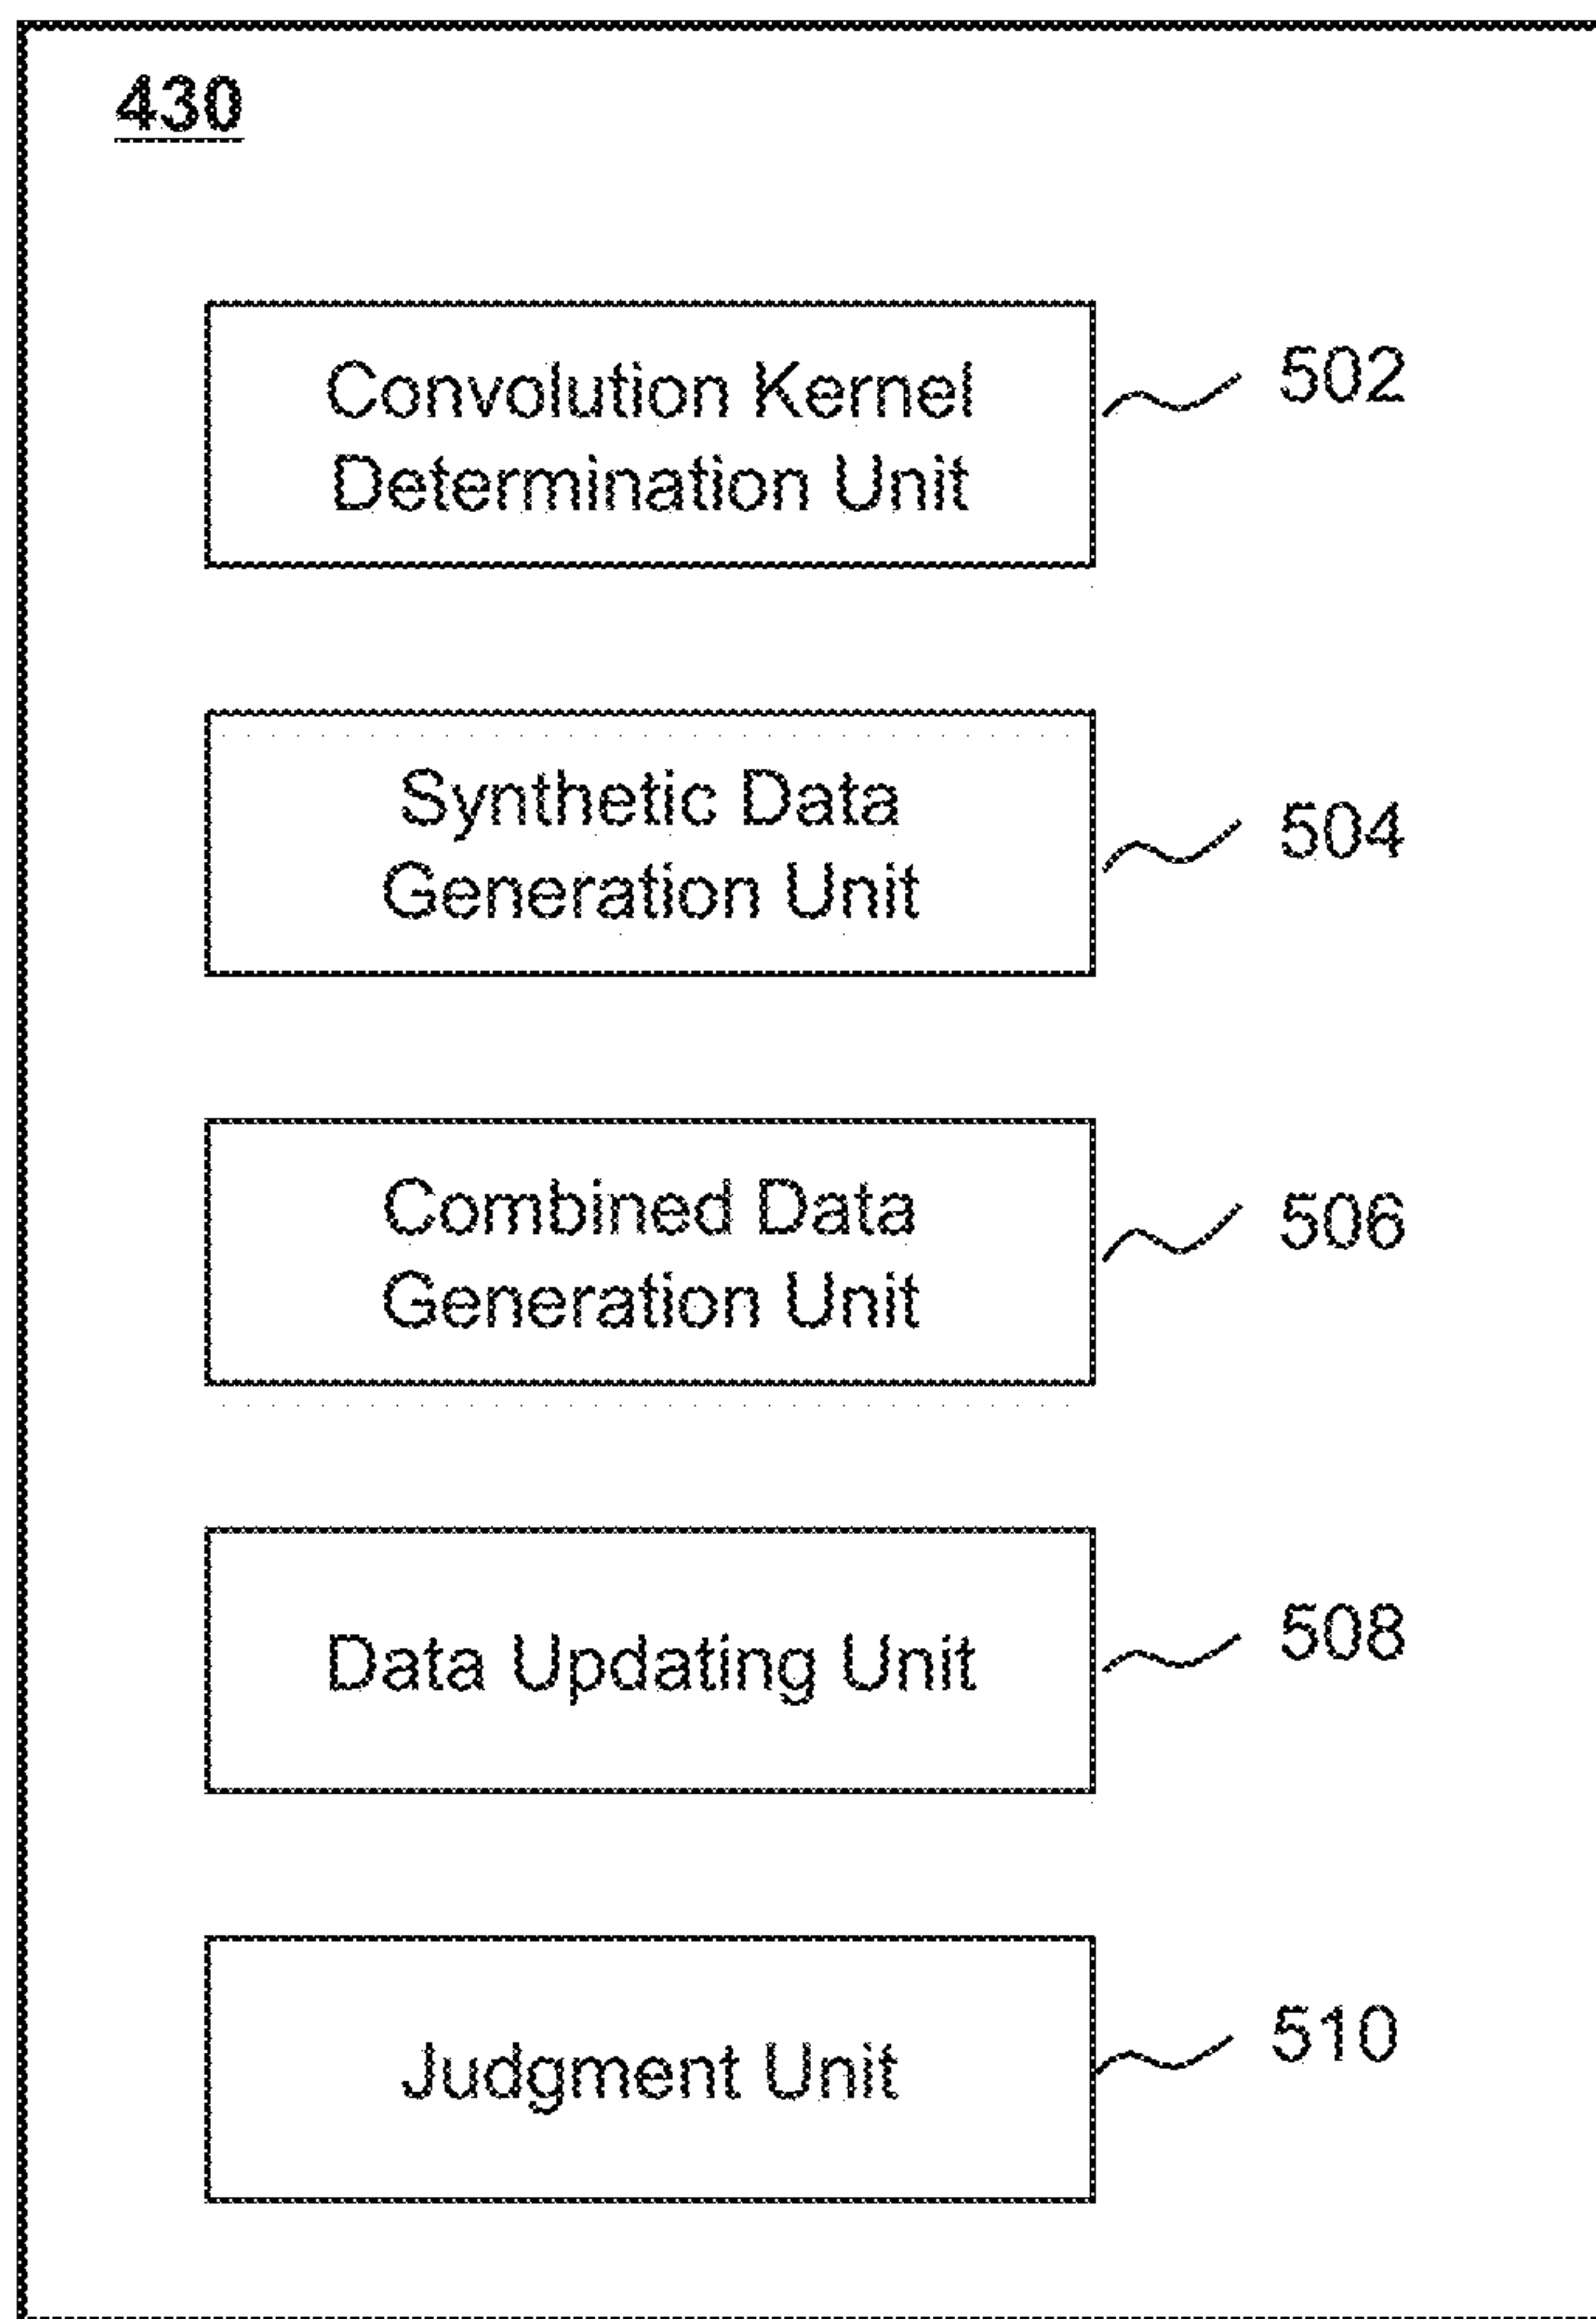 430
Convolution Kernel
Determination Unit
502
Synthetic Data
Generation Unit
504
Combined Data
Generation Unit
506
Data Updating Unit
508
Judgment Unit
510